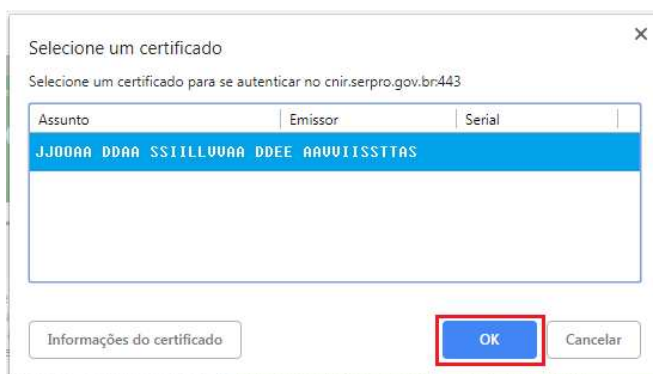 Selecione um certificado
Selecione um certificado para se autenticar no cnir.serpro.gov.br:443
Assunto Emissor Serial
JJOOAA DDAA SSIILLVVAA DDEE AAVVIISSTTAS
Informações do certificado OK Cancelar